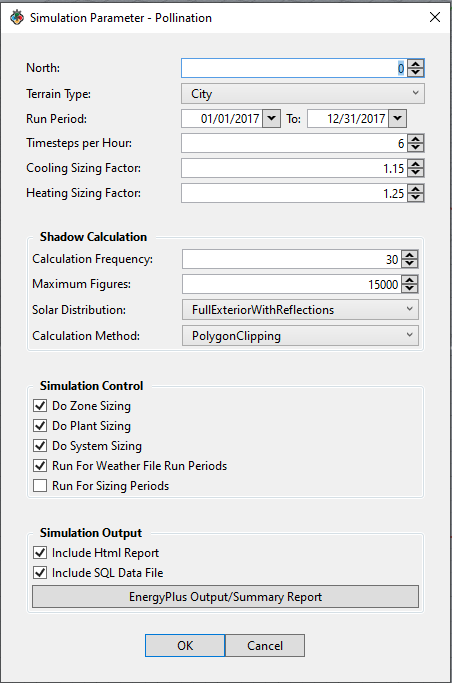 Simulation Parameter - Pollination
North: 0
Terrain Type: City
Run Period: 01/01/2017 To: 12/31/2017
Timesteps per Hour: 6
Cooling Sizing Factor: 1.15
Heating Sizing Factor: 1.25
Shadow Calculation
Calculation Frequency: 30
Maximum Figures: 15000
Solar Distribution: FullExteriorWithReflections
Calculation Method: PolygonClipping
Simulation Control
Do Zone Sizing
Do Plant Sizing
Do System Sizing
Run For Weather File Run Periods
Run For Sizing Periods
Simulation Output
Include Html Report
Include SQL Data File
EnergyPlus Output/Summary Report
OK Cancel